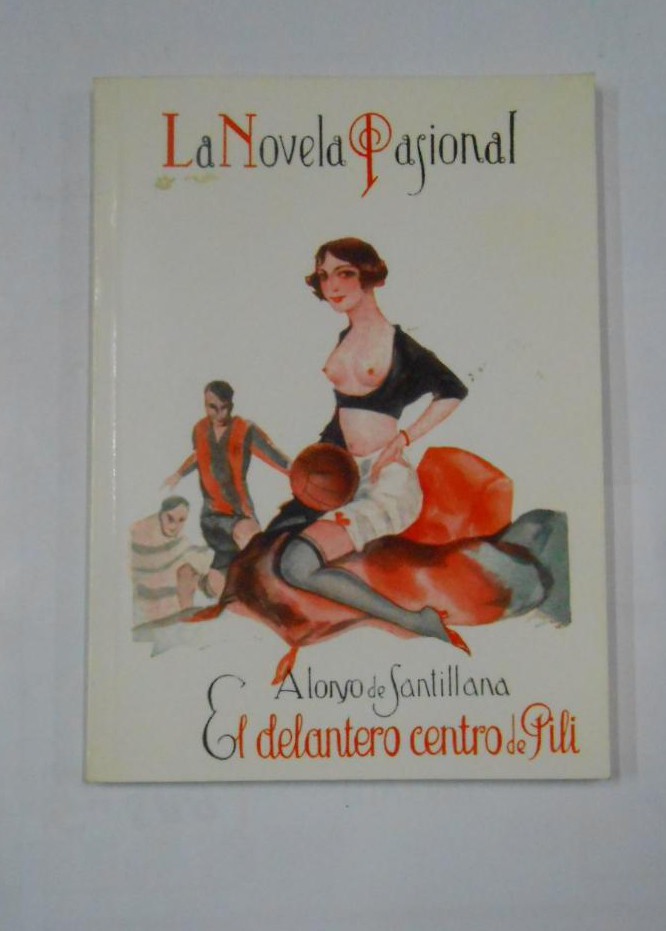 La Novela Pasional
Alonso de Santillana
El delantero centro de Pili